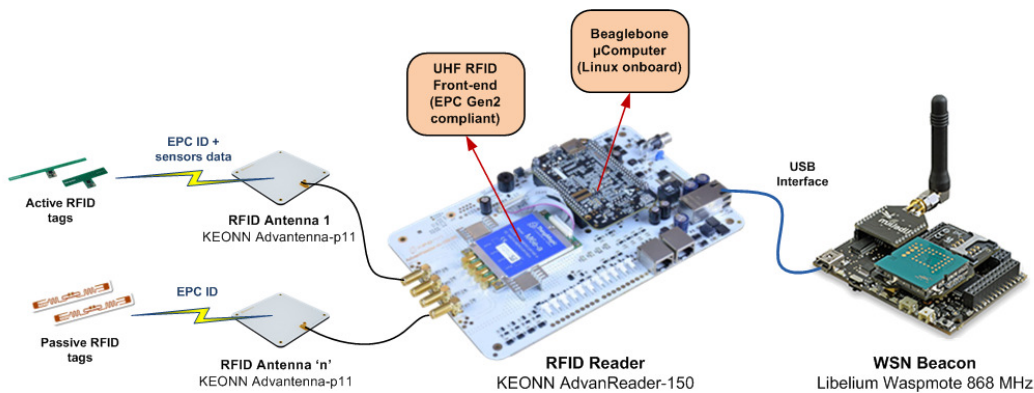 Beaglebone
µComputer
(Linux onboard)
UHF RFID
Front-end
(EPC Gen2
compliant)
EPC ID +
sensors data
USB
Interface
Active RFID
tags
RFID Antenna 1
KEONN Advantenna-p11
EPC ID
Passive RFID
tags
RFID Antenna ‘n’
KEONN Advantenna-p11
RFID Reader
KEONN AdvanReader-150
WSN Beacon
Libelium Waspmote 868 MHz